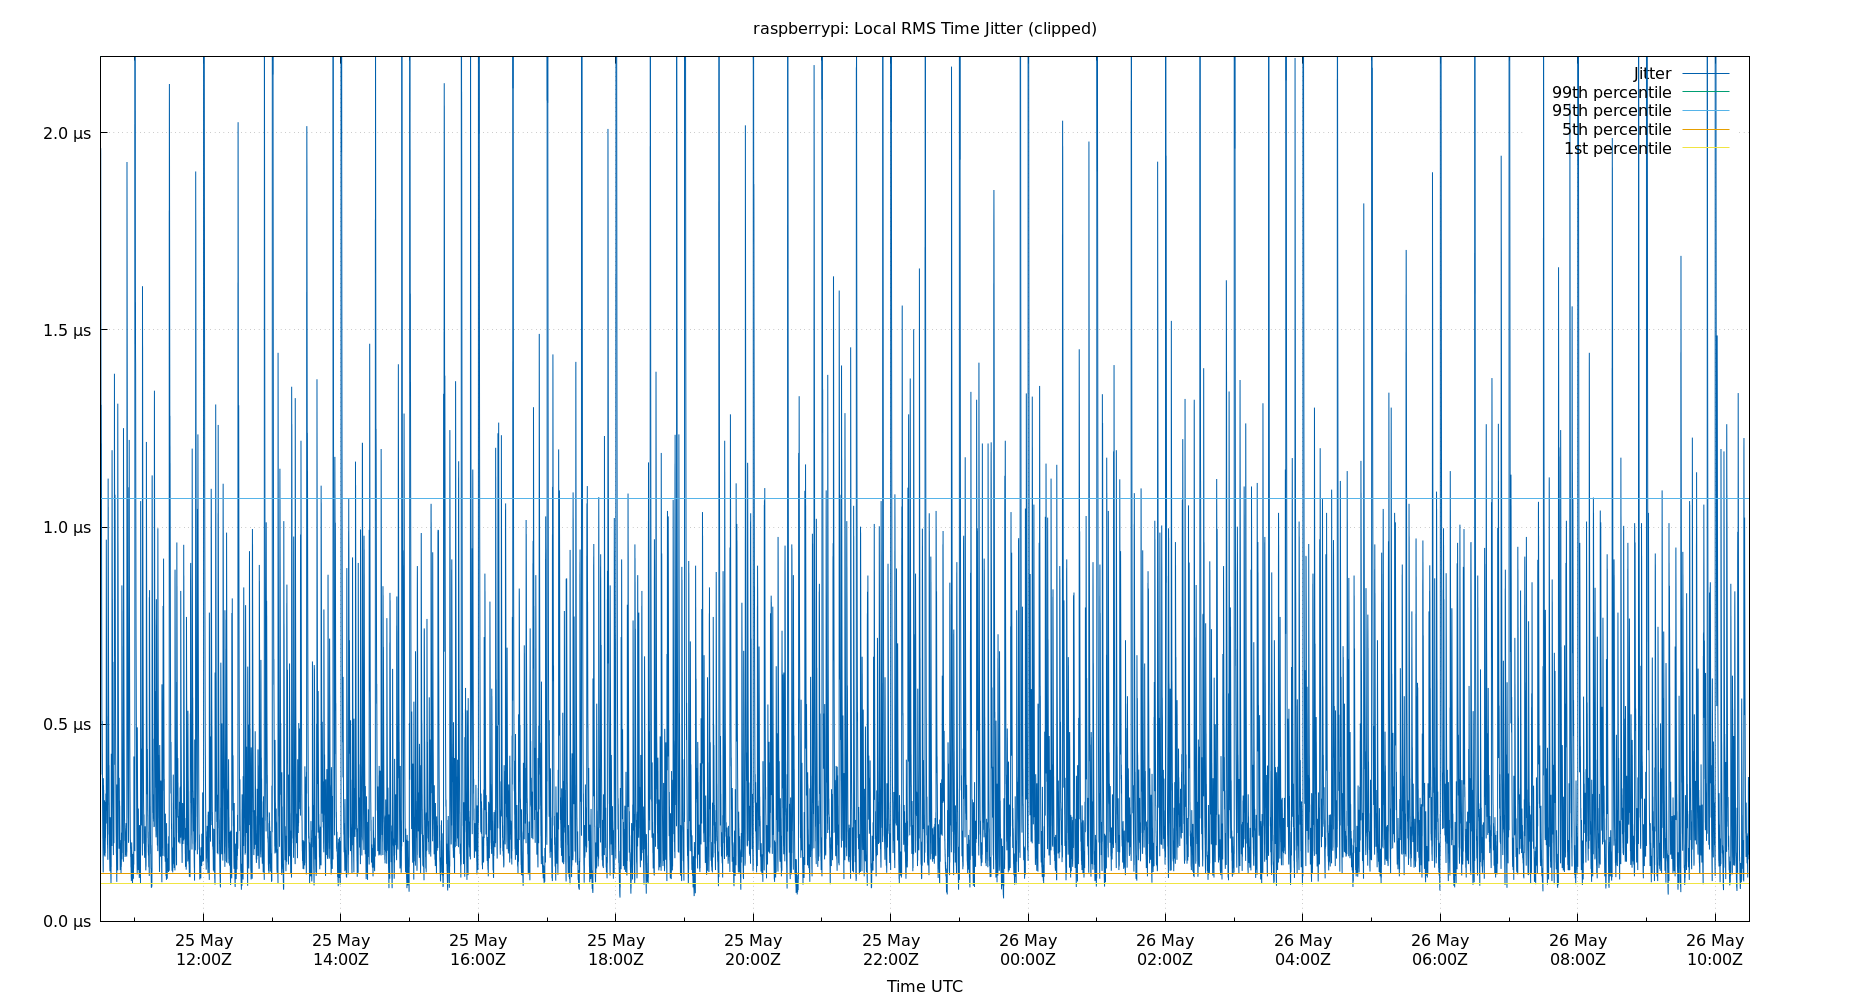 raspberrypi: Local RMS Time Jitter (clipped)
Jitter
99th percentile
95th percentile
5th percentile
1st percentile
2.0 µs
1.5 µs
1.0 µs
0.5 µs
0.0 µs
25 May 25 May 25 May 25 May 25 May 25 May 26 May 26 May 26 May 26 May 26 May 26 May
12:00Z 14:00Z 16:00Z 18:00Z 20:00Z 22:00Z 00:00Z 02:00Z 04:00Z 06:00Z 08:00Z 10:00Z
Time UTC